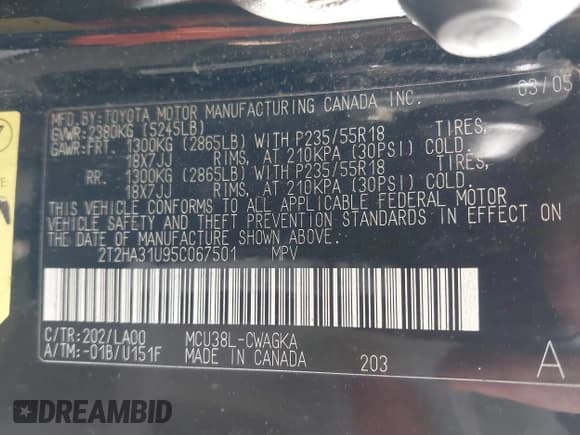 MFD.BY:TOYOTA MOTOR MANUFACTURING CANADA INC. 03/05
GVWR:2380KG (5245LB)
GAWR:FRT. 1300KG (2865LB) WITH P235/55R18 TIRES,
18X7JJ RIMS, AT 210KPA (30PSI) COLD.
RR. 1300KG (2865LB) WITH P235/55R18 TIRES,
18X7JJ RIMS, AT 210KPA (30PSI) COLD.
THIS VEHICLE CONFORMS TO ALL APPLICABLE FEDERAL MOTOR
VEHICLE SAFETY AND THEFT PREVENTION STANDARDS IN EFFECT ON
THE DATE OF MANUFACTURE SHOWN ABOVE.
2T2HA31U95C067501 MPV
C/TR:202/LA00 MCU38L-CWAGKA
A/TM:-01B/U151F MADE IN CANADA 203 A
DREAMBID